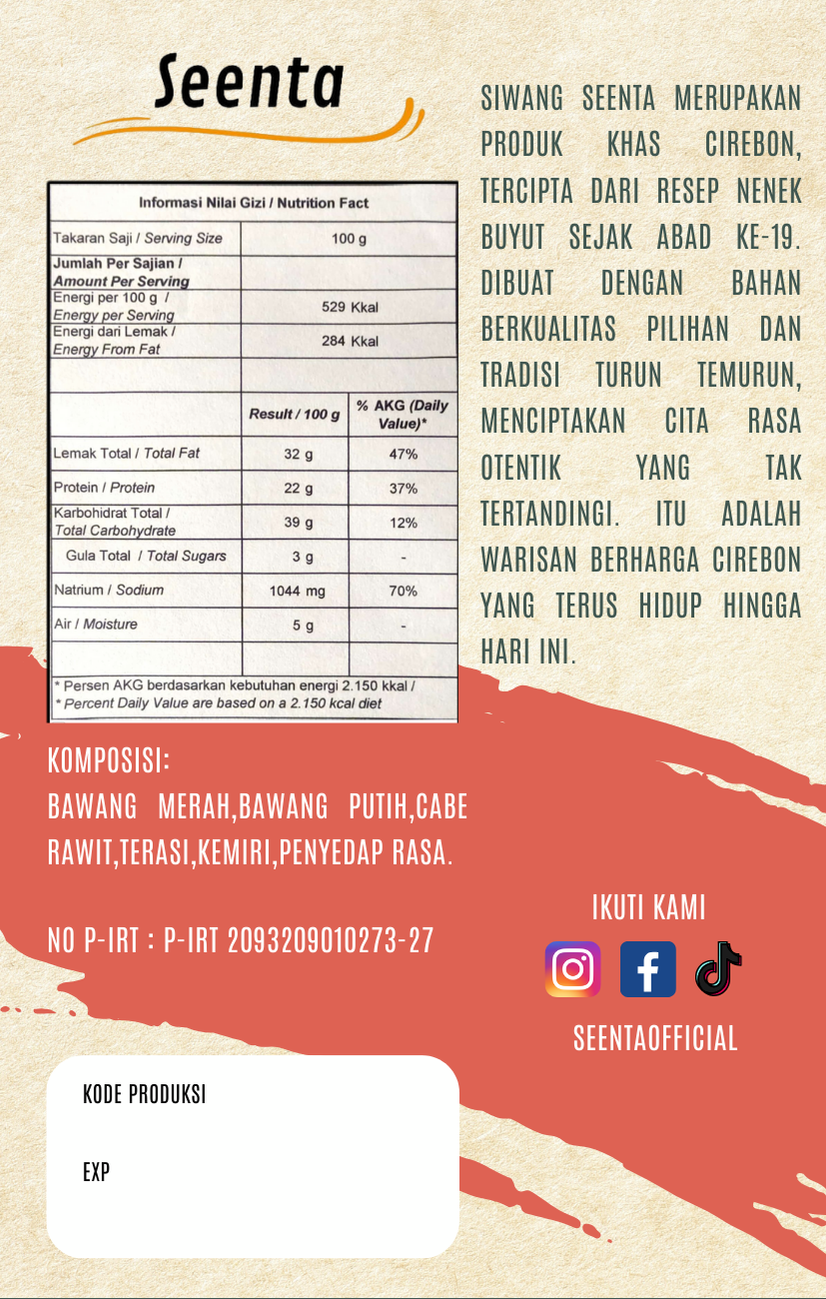 Seenta
Informasi Nilai Gizi / Nutrition Fact
Takaran Saji / Serving Size 100 g
Jumlah Per Sajian /
Amount Per Serving
Energi per 100 g /
Energy per Serving
529 Kkal
Energi dari Lemak /
Energy From Fat
284 Kkal
Result / 100 g
% AKG (Daily
Value)*
Lemak Total / Total Fat 32 g 47%
Protein / Protein 22 g 37%
Karbohidrat Total /
Total Carbohydrate
39 g 12%
Gula Total / Total Sugars 3 g -
Natrium / Sodium 1044 mg 70%
Air / Moisture 5 g -
* Persen AKG berdasarkan kebutuhan energi 2.150 kkal /
* Percent Daily Value are based on a 2.150 kcal diet
SIWANG SEENTA MERUPAKAN
PRODUK KHAS CIREBON,
TERCIPTA DARI RESEP NENEK
BUYUT SEJAK ABAD KE-19.
DIBUAT DENGAN BAHAN
BERKUALITAS PILIHAN DAN
TRADISI TURUN TEMURUN,
MENCIPTAKAN CITA RASA
OTENTIK YANG TAK
TERTANDINGI. ITU ADALAH
WARISAN BERHARGA CIREBON
YANG TERUS HIDUP HINGGA
HARI INI.
KOMPOSISI:
BAWANG MERAH,BAWANG PUTIH,CABE
RAWIT,TERASI,KEMIRI,PENYEDAP RASA.
NO P-IRT : P-IRT 2093209010273-27
IKUTI KAMI
SEENTAOFFICIAL
KODE PRODUKSI
EXP